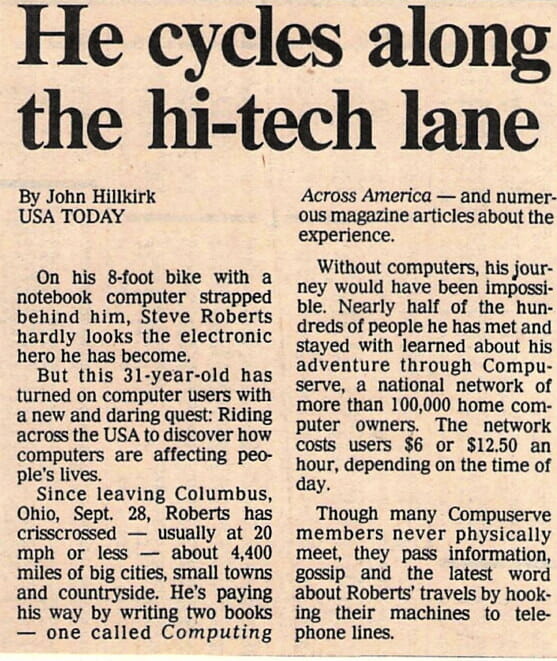 He cycles along
the hi-tech lane
By John Hillkirk
USA TODAY
On his 8-foot bike with a
notebook computer strapped
behind him, Steve Roberts
hardly looks the electronic
hero he has become.
But this 31-year-old has
turned on computer users with
a new and daring quest: Riding
across the USA to discover how
computers are affecting peo-
ple's lives.
Since leaving Columbus,
Ohio, Sept. 28, Roberts has
crisscrossed — usually at 20
mph or less — about 4,400
miles of big cities, small towns
and countryside. He's paying
his way by writing two books
— one called Computing
Across America — and numer-
ous magazine articles about the
experience.
Without computers, his jour-
ney would have been impossi-
ble. Nearly half of the hun-
dreds of people he has met and
stayed with learned about his
adventure through Compu-
serve, a national network of
more than 100,000 home com-
puter owners. The network
costs users $6 or $12.50 an
hour, depending on the time of
day.
Though many Compuserve
members never physically
meet, they pass information,
gossip and the latest word
about Roberts' travels by hook-
ing their machines to tele-
phone lines.